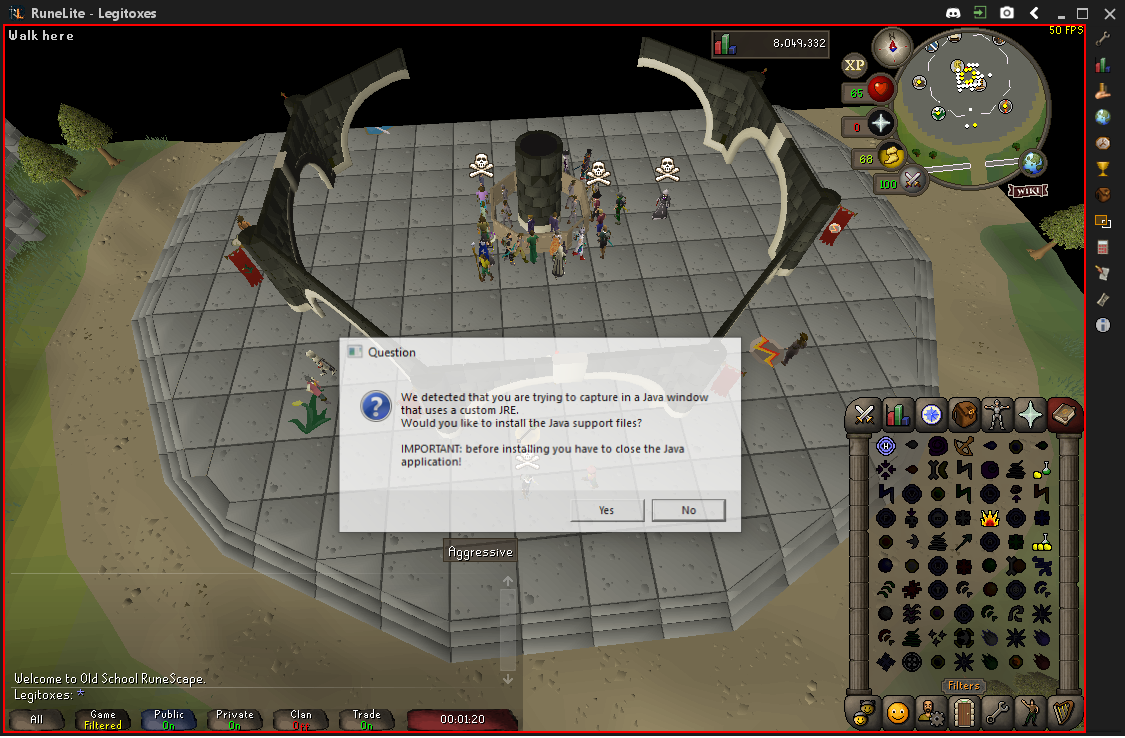 RuneLite - Legitoxes
Walk here
50 FPS
8,049,332
XP
65
0
68
100
WIKI
Question
We detected that you are trying to capture in a Java window
that uses a custom JRE.
Would you like to install the Java support files?
IMPORTANT: before installing you have to close the Java
application!
Yes
No
Aggressive
Welcome to Old School RuneScape.
Legitoxes: *
Filters
All
Game
Filtered
Public
On
Private
On
Clan
Off
Trade
On
00:01:20